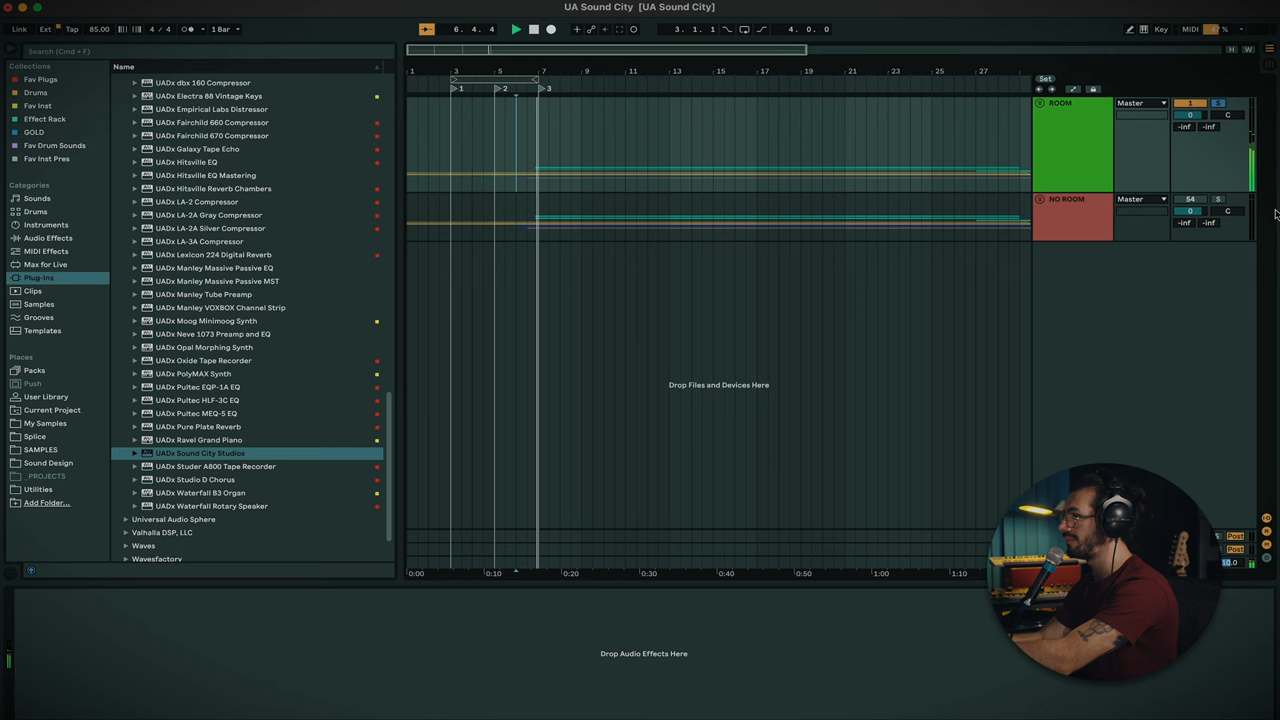 UA Sound City [UA Sound City]
Link Ext Tap 85.00 4 / 4 1 Bar 6. 4. 4 3. 1. 1 4. 0. 0 Key MIDI 47 %
Search (Cmd + F)
H W
Collections
Fav Plugs
Drums
Fav Inst
Effect Rack
GOLD
Fav Drum Sounds
Fav Inst Pres
Categories
Sounds
Drums
Instruments
Audio Effects
MIDI Effects
Max for Live
Plug-Ins
Clips
Samples
Grooves
Templates
Places
Packs
Push
User Library
Current Project
My Samples
Splice
SAMPLES
Sound Design
_PROJECTS
Utilities
Add Folder...
Name
UADx dbx 160 Compressor
UADx Electra 88 Vintage Keys
UADx Empirical Labs Distressor
UADx Fairchild 660 Compressor
UADx Fairchild 670 Compressor
UADx Galaxy Tape Echo
UADx Hitsville EQ
UADx Hitsville EQ Mastering
UADx Hitsville Reverb Chambers
UADx LA-2 Compressor
UADx LA-2A Gray Compressor
UADx LA-2A Silver Compressor
UADx LA-3A Compressor
UADx Lexicon 224 Digital Reverb
UADx Manley Massive Passive EQ
UADx Manley Massive Passive MST
UADx Manley Tube Preamp
UADx Manley VOXBOX Channel Strip
UADx Moog Minimoog Synth
UADx Neve 1073 Preamp and EQ
UADx Opal Morphing Synth
UADx Oxide Tape Recorder
UADx PolyMAX Synth
UADx Pultec EQP-1A EQ
UADx Pultec HLF-3C EQ
UADx Pultec MEQ-5 EQ
UADx Pure Plate Reverb
UADx Ravel Grand Piano
UADx Sound City Studios
UADx Studer A800 Tape Recorder
UADx Studio D Chorus
UADx Waterfall B3 Organ
UADx Waterfall Rotary Speaker
Universal Audio Sphere
Valhalla DSP, LLC
Waves
Wavesfactory
1 3 5 7 9 11 13 15 17 19 21 23 25 27
Set
1 2 3
ROOM Master 1 S
0 C
-inf -inf
NO ROOM Master 54 S
0 C
-inf -inf
Drop Files and Devices Here
Post
Post
0:00 0:10 0:20 0:30 0:40 0:50 1:00 1:10
Drop Audio Effects Here